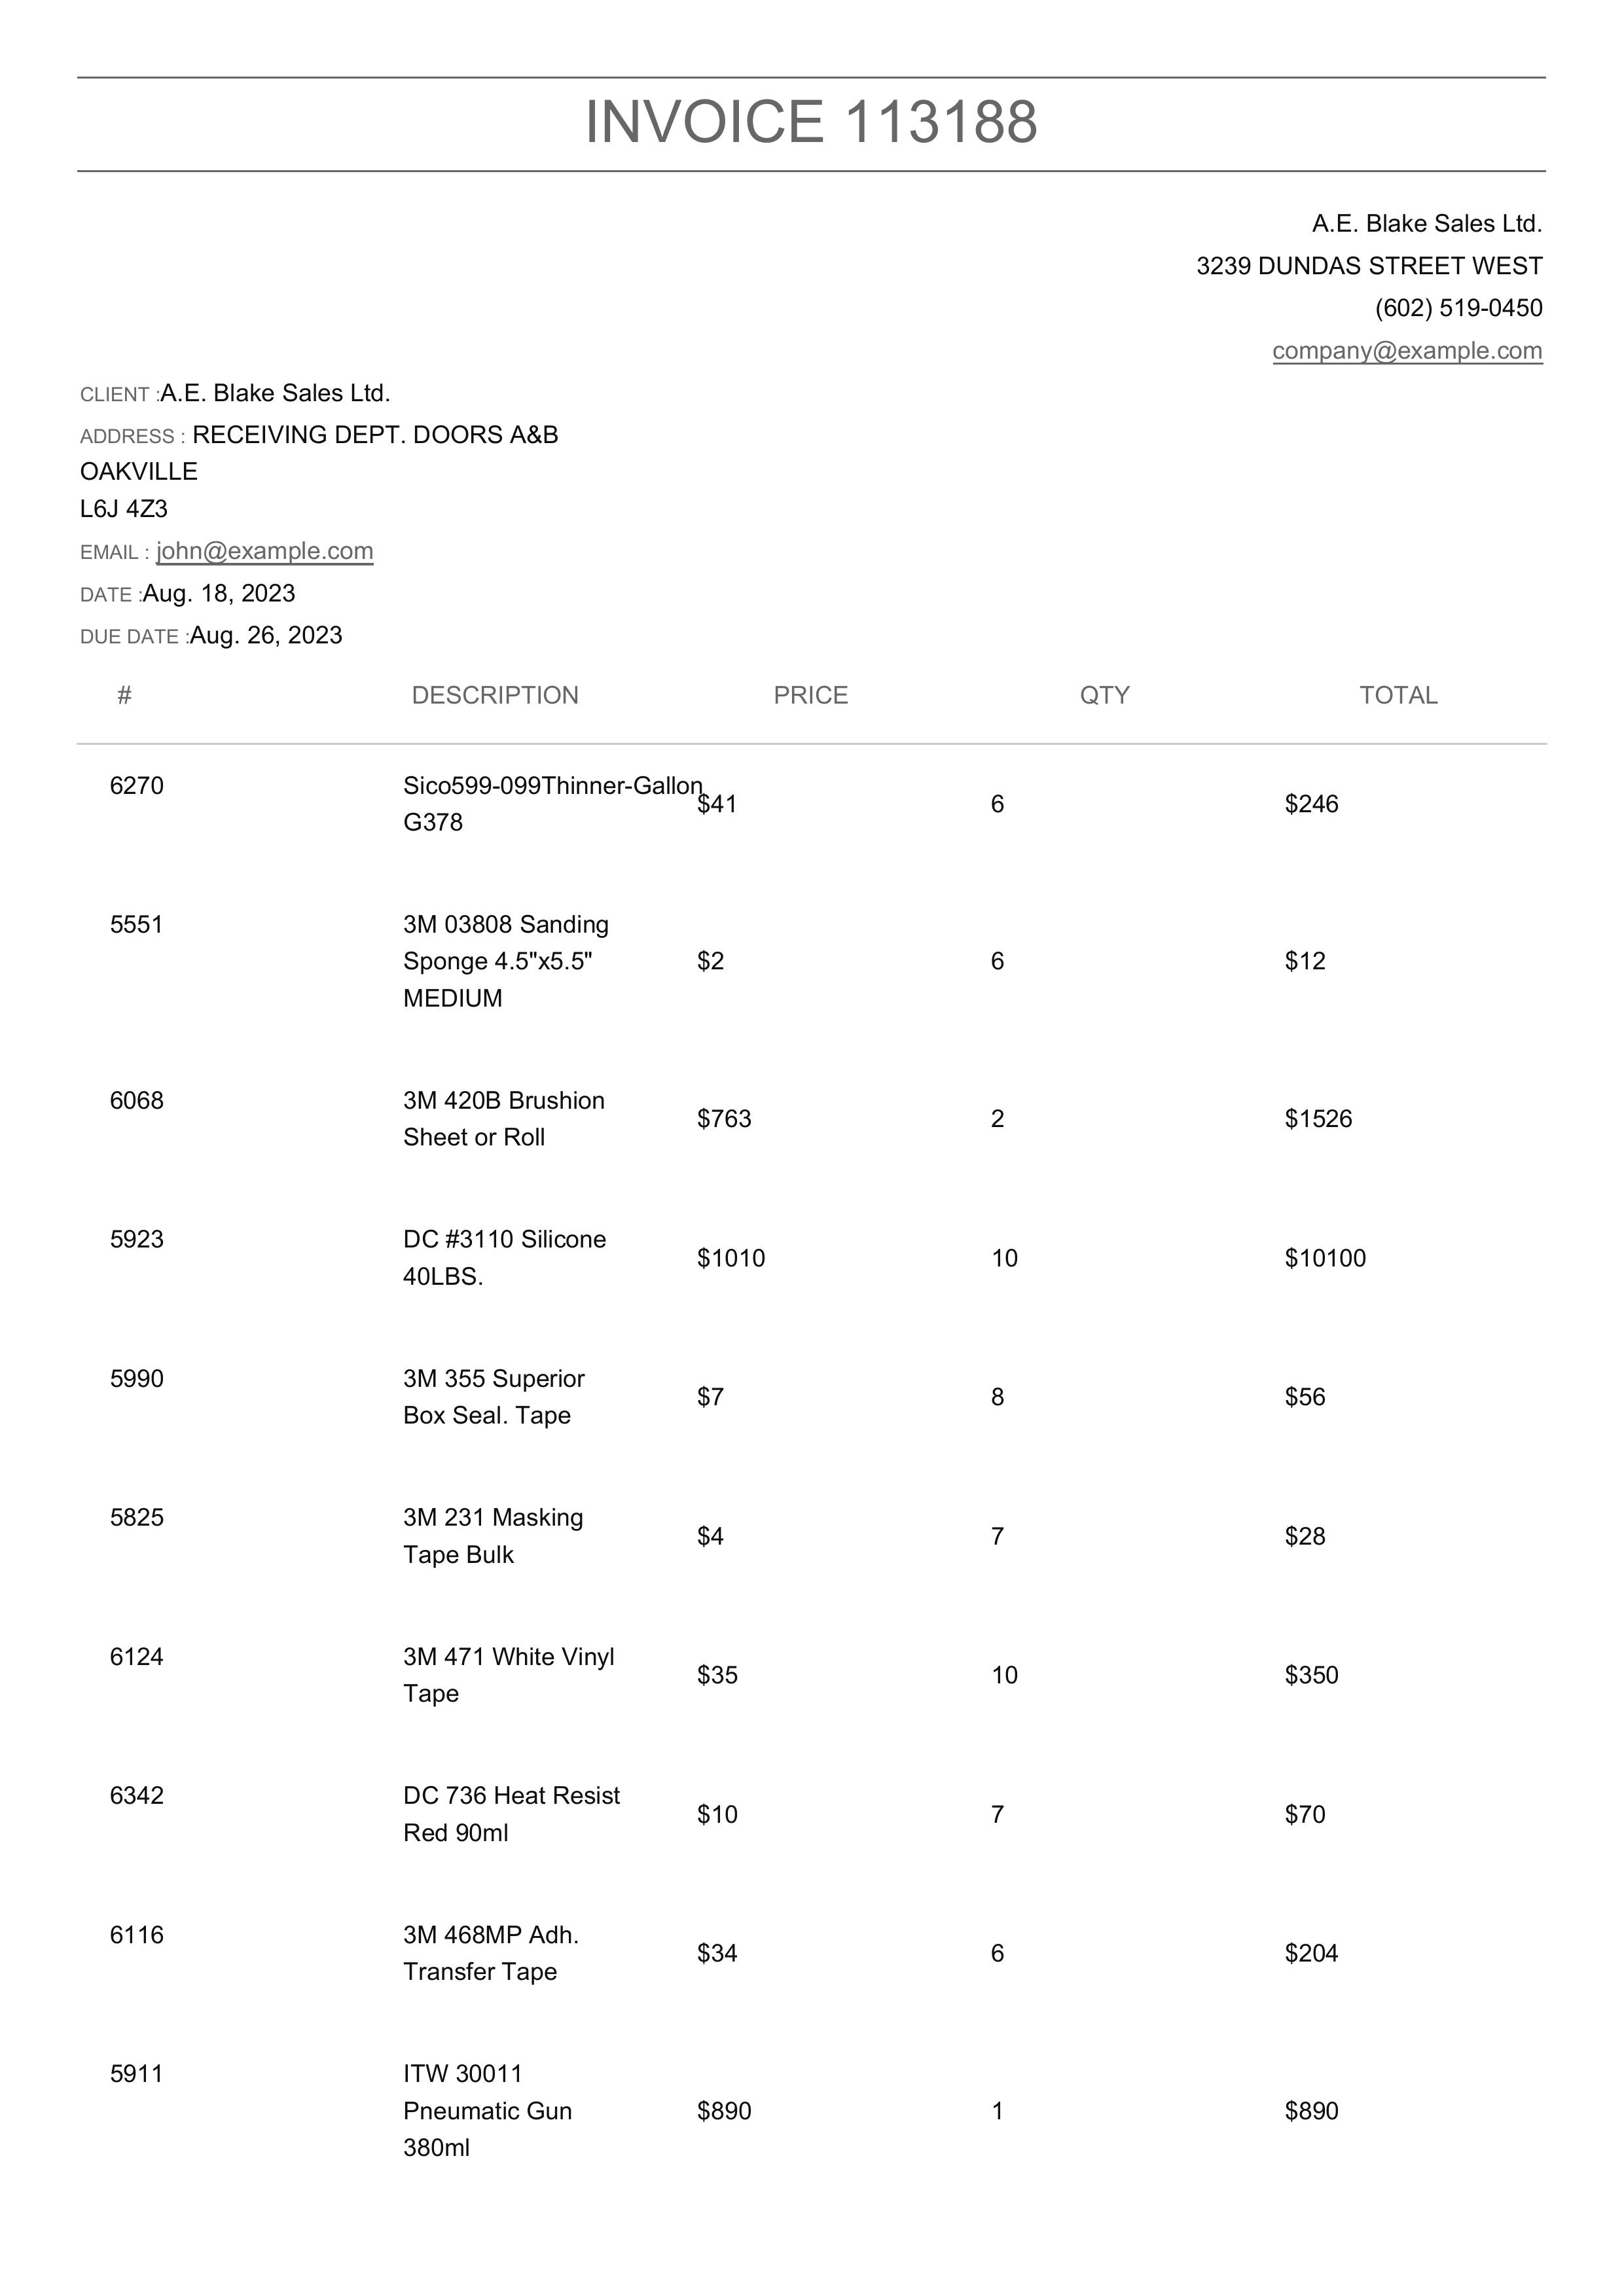 INVOICE 113188
A.E. Blake Sales Ltd.
3239 DUNDAS STREET WEST
(602) 519-0450
company@example.com
CLIENT :A.E. Blake Sales Ltd.
ADDRESS : RECEIVING DEPT. DOORS A&B
OAKVILLE
L6J 4Z3
EMAIL : john@example.com
DATE :Aug. 18, 2023
DUE DATE :Aug. 26, 2023
# DESCRIPTION PRICE QTY TOTAL
6270 Sico599-099Thinner-Gallon
G378 $41 6 $246
5551 3M 03808 Sanding
Sponge 4.5"x5.5" $2 6 $12
MEDIUM
6068 3M 420B Brushion
Sheet or Roll $763 2 $1526
5923 DC #3110 Silicone
40LBS. $1010 10 $10100
5990 3M 355 Superior
Box Seal. Tape $7 8 $56
5825 3M 231 Masking
Tape Bulk $4 7 $28
6124 3M 471 White Vinyl
Tape $35 10 $350
6342 DC 736 Heat Resist
Red 90ml $10 7 $70
6116 3M 468MP Adh.
Transfer Tape $34 6 $204
5911 ITW 30011
Pneumatic Gun $890 1 $890
380ml